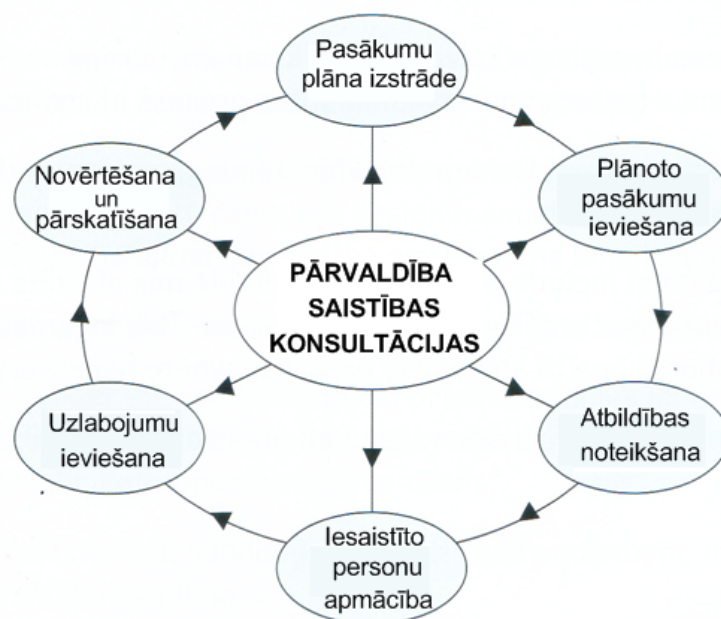 Pasākumu
plāna izstrāde
Plānoto
pasākumu
ieviešana
Atbildības
noteikšana
Iesaistīto
personu
apmācība
Uzlabojumu
ieviešana
Novērtēšana
un
pārskatīšana
PĀRVALDĪBA
SAISTĪBAS
KONSULTĀCIJAS